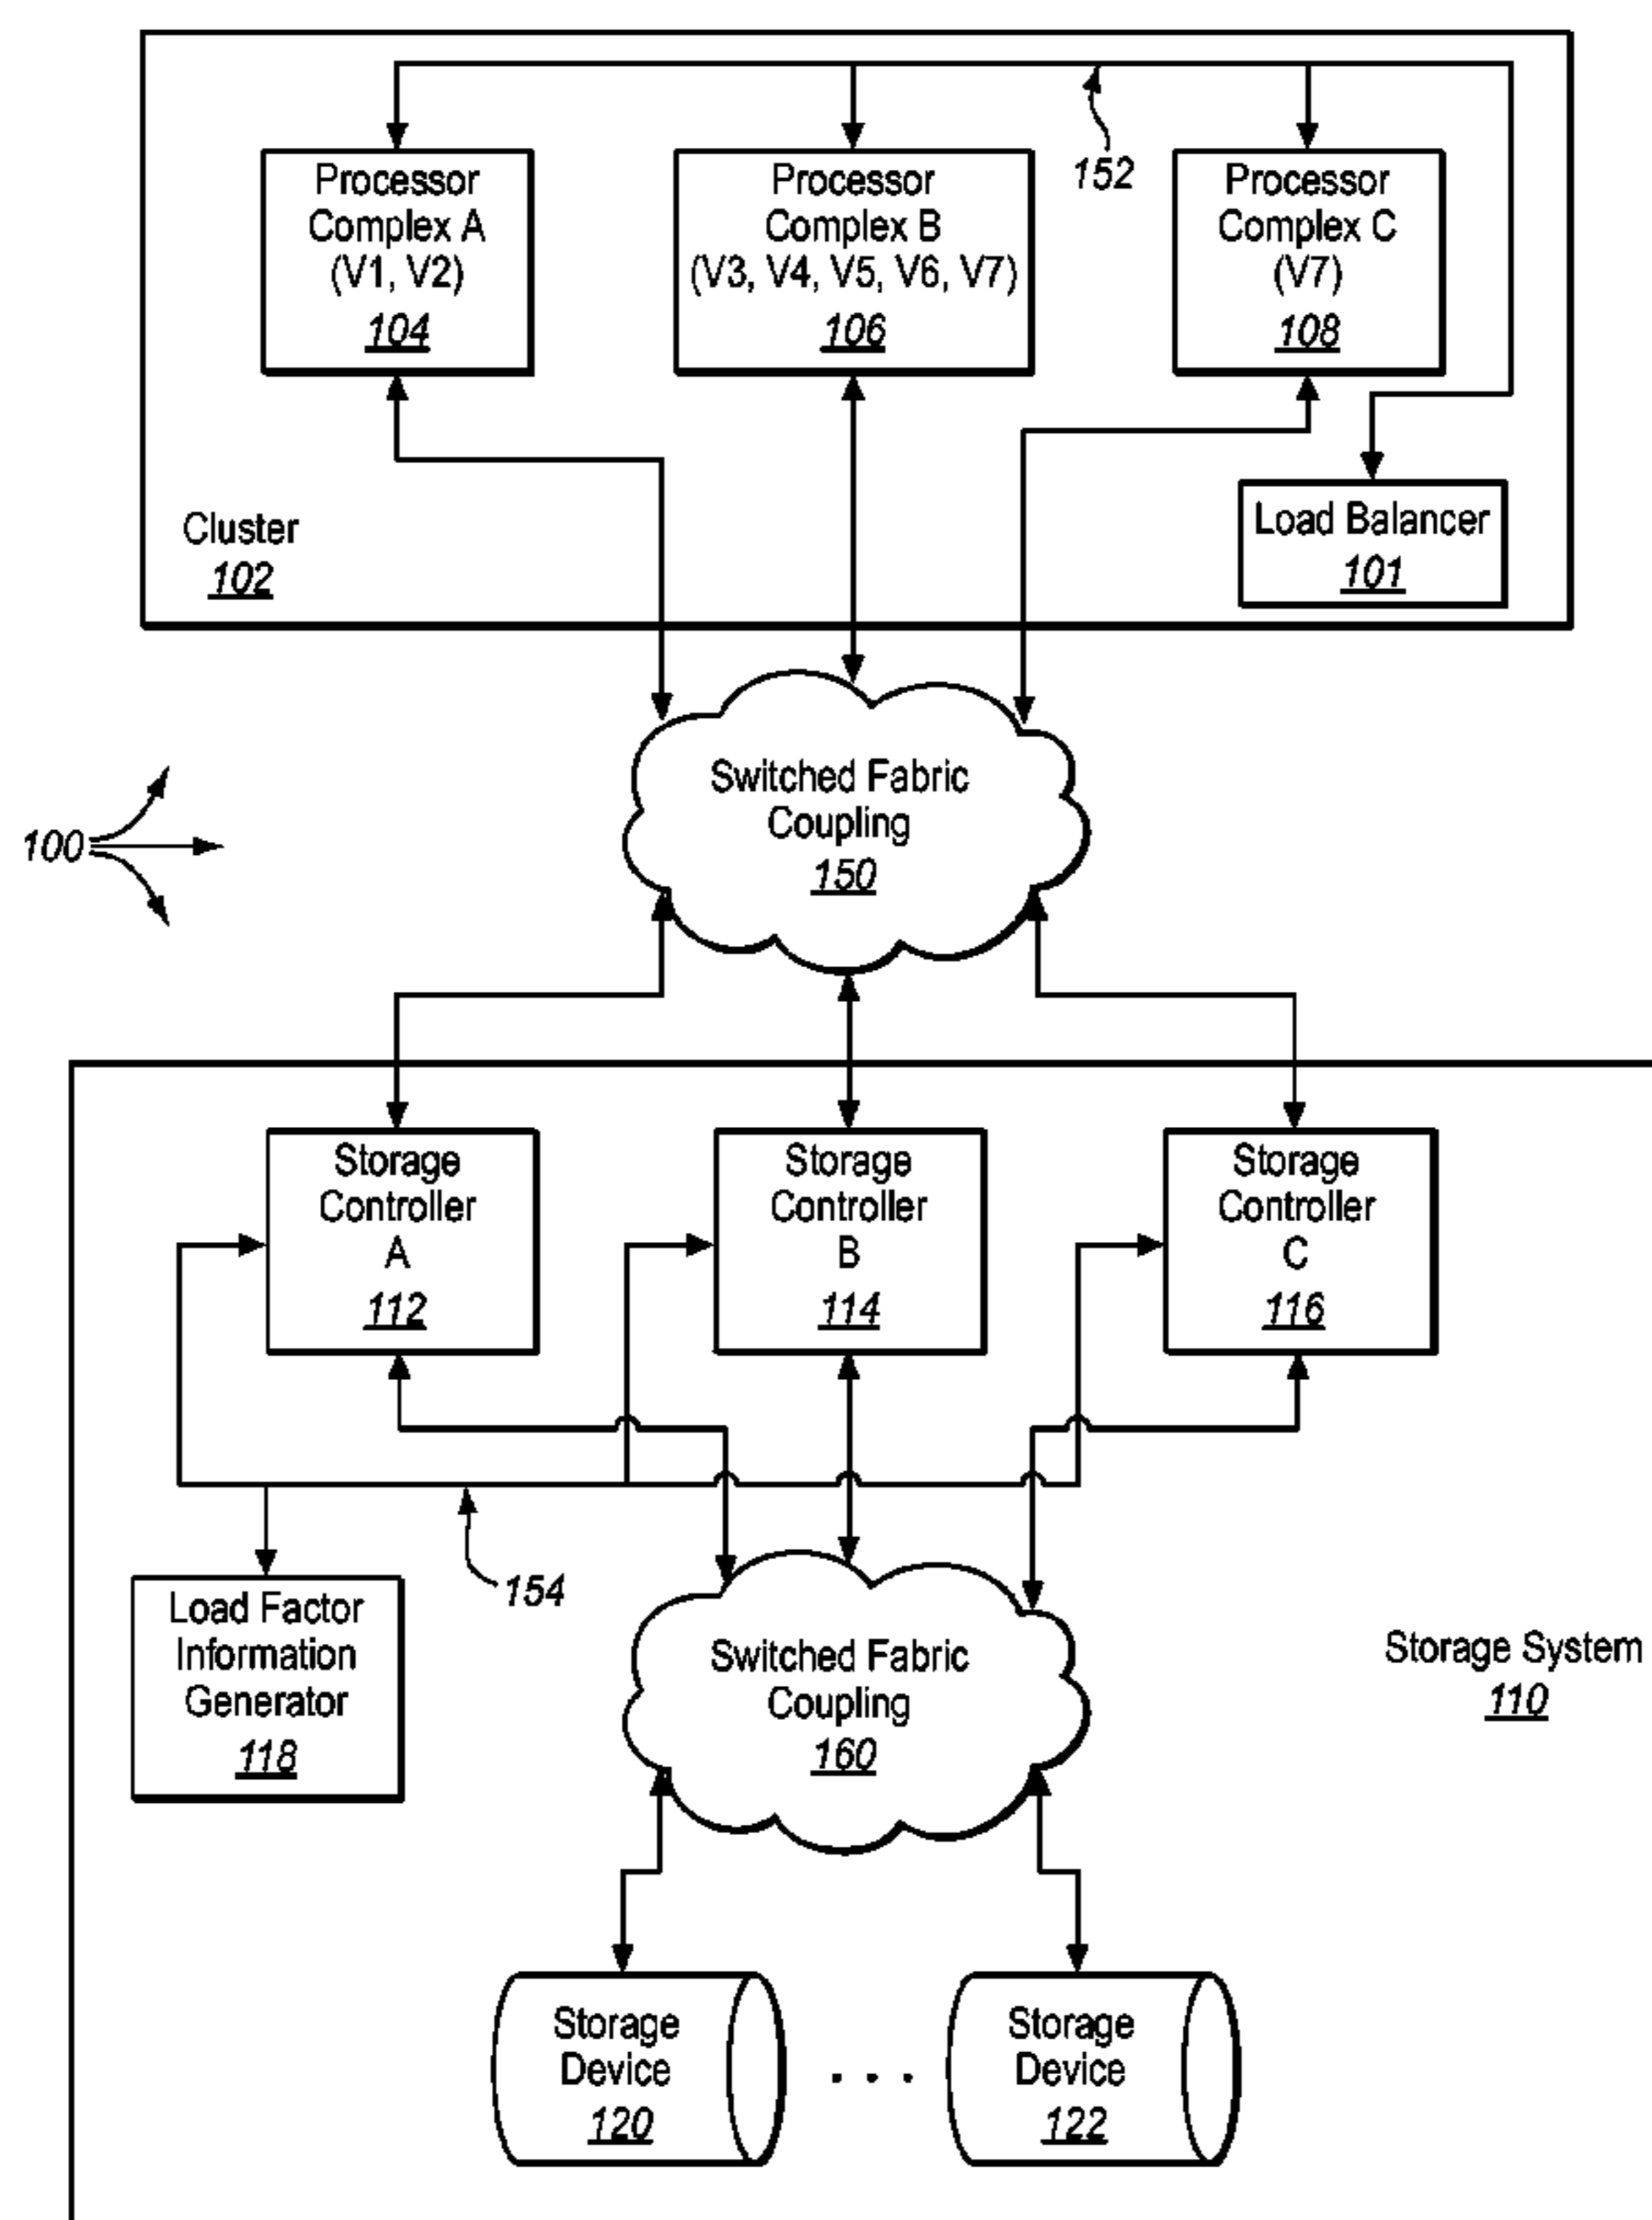 152
Processor
Complex A
(V1, V2)
104
Processor
Complex B
(V3, V4, V5, V6, V7)
106
Processor
Complex C
(V7)
108
Cluster
102
Load Balancer
101
Switched Fabric
Coupling
150
100
Storage
Controller
A
112
Storage
Controller
B
114
Storage
Controller
C
116
154
Load Factor
Information
Generator
118
Switched Fabric
Coupling
160
Storage System
110
Storage
Device
120
. . .
Storage
Device
122